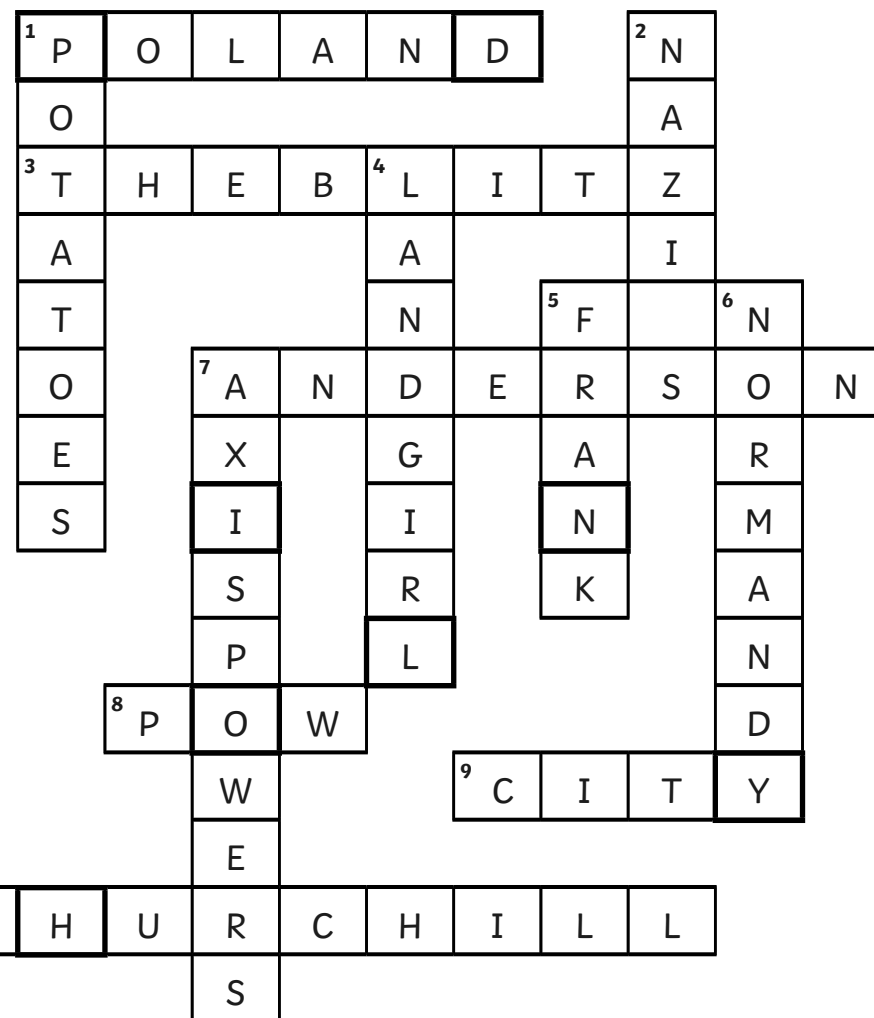 1 P O L A N D 2 N
O A
3 T H E B 4 L I T Z
A A I
T N 5 F 6 N
O 7 A N D E R S O N
E X G A R
S I I N M
S R K A
P L N
8 P O W D
W 9 C I T Y
E
H U R C H I L L
S